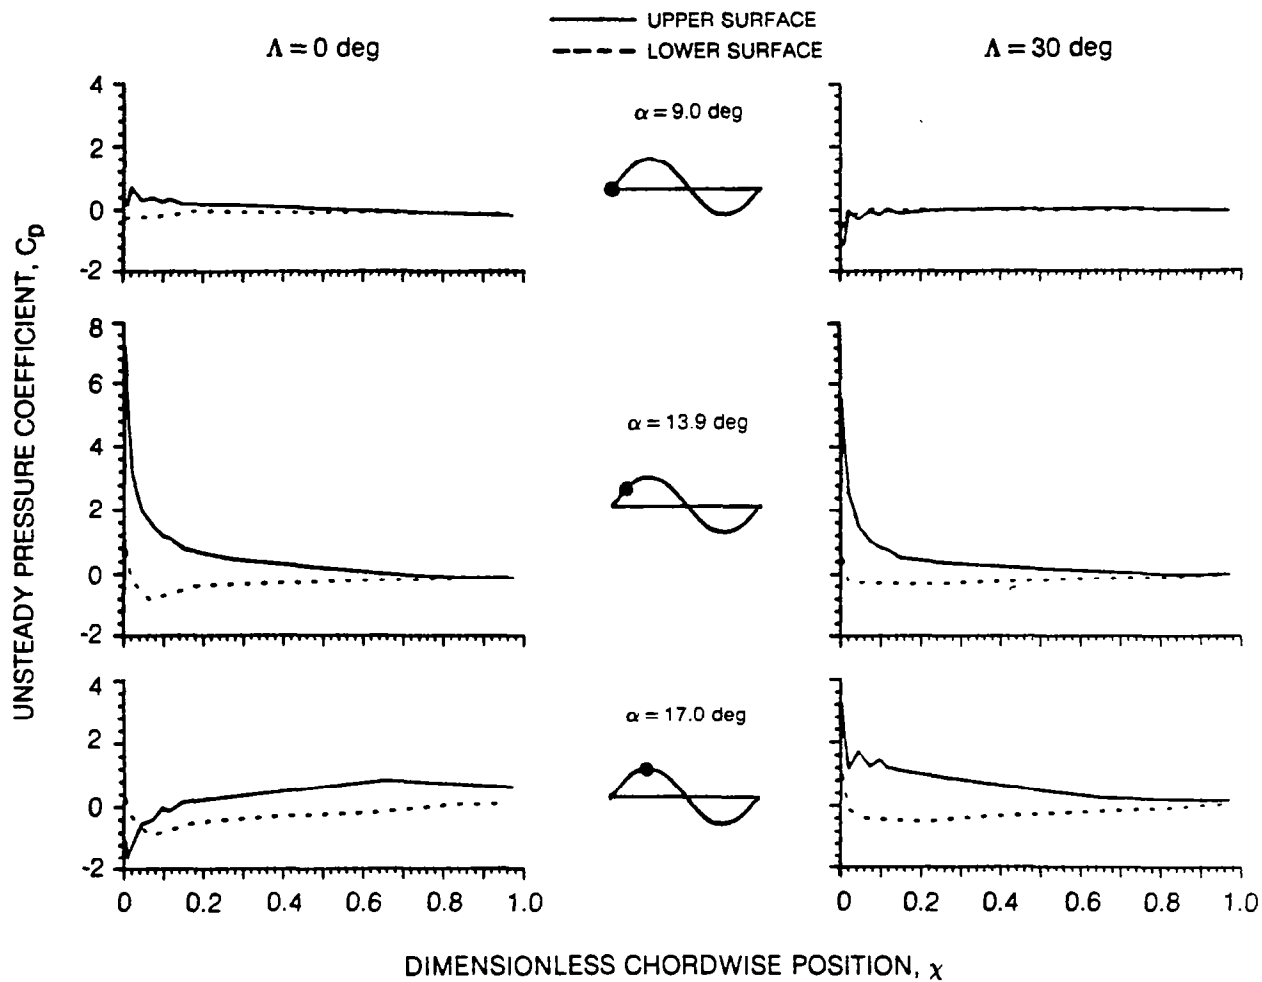 UPPER SURFACE
LOWER SURFACE
Λ = 0 deg
Λ = 30 deg
UNSTEADY PRESSURE COEFFICIENT, Cp
4
2
0
-2
α = 9.0 deg
8
6
4
2
0
-2
α = 13.9 deg
4
2
0
-2
0 0.2 0.4 0.6 0.8 1.0
α = 17.0 deg
0 0.2 0.4 0.6 0.8 1.0
DIMENSIONLESS CHORDWISE POSITION, χ